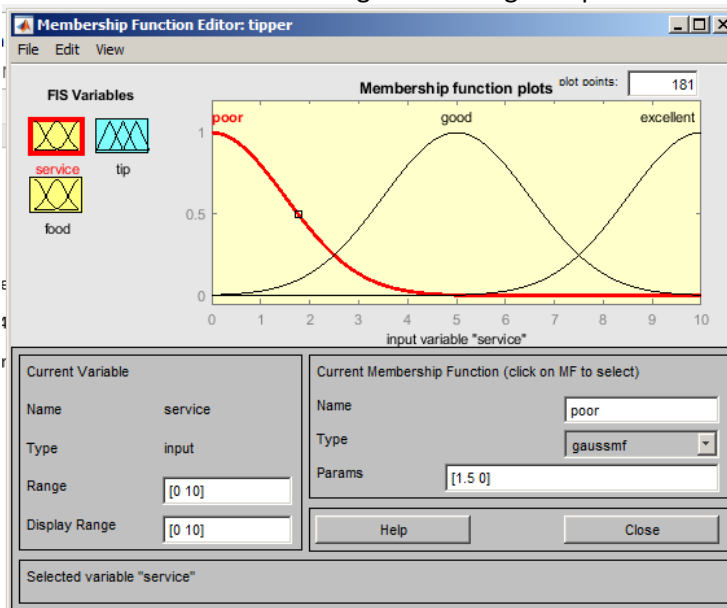 Membership Function Editor: tipper
File Edit View
FIS Variables
service
tip
food
Membership function plots
plot points:
181
poor
good
excellent
1
0.5
0
0 1 2 3 4 5 6 7 8 9 10
input variable "service"
Current Variable
Name service
Type input
Range [0 10]
Display Range [0 10]
Current Membership Function (click on MF to select)
Name poor
Type gaussmf
Params [1.5 0]
Help
Close
Selected variable "service"